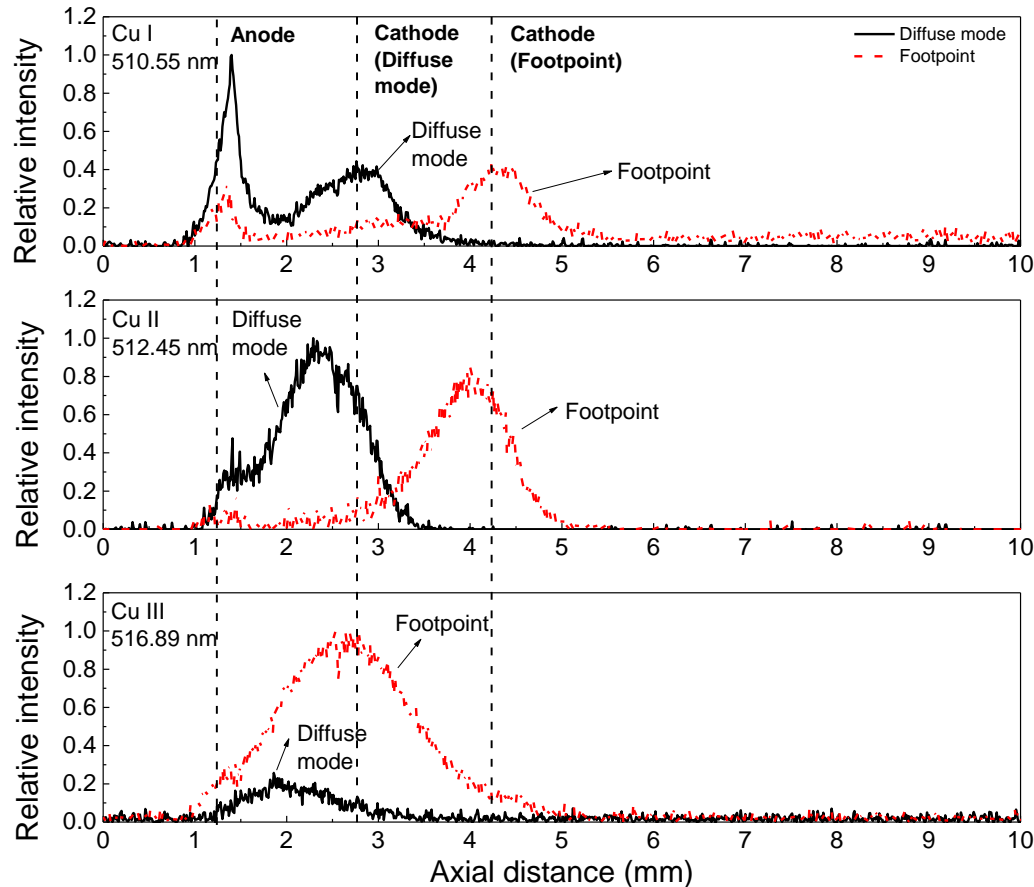 Cu I
510.55 nm
Anode
Cathode
(Diffuse
mode)
Cathode
(Footpoint)
Diffuse mode
Footpoint
Diffuse
mode
Footpoint
Relative intensity
1.2
1.0
0.8
0.6
0.4
0.2
0.0
0 1 2 3 4 5 6 7 8 9 10
Cu II
512.45 nm
Diffuse
mode
Footpoint
Relative intensity
1.2
1.0
0.8
0.6
0.4
0.2
0.0
0 1 2 3 4 5 6 7 8 9 10
Cu III
516.89 nm
Footpoint
Diffuse
mode
Relative intensity
1.2
1.0
0.8
0.6
0.4
0.2
0.0
0 1 2 3 4 5 6 7 8 9 10
Axial distance (mm)